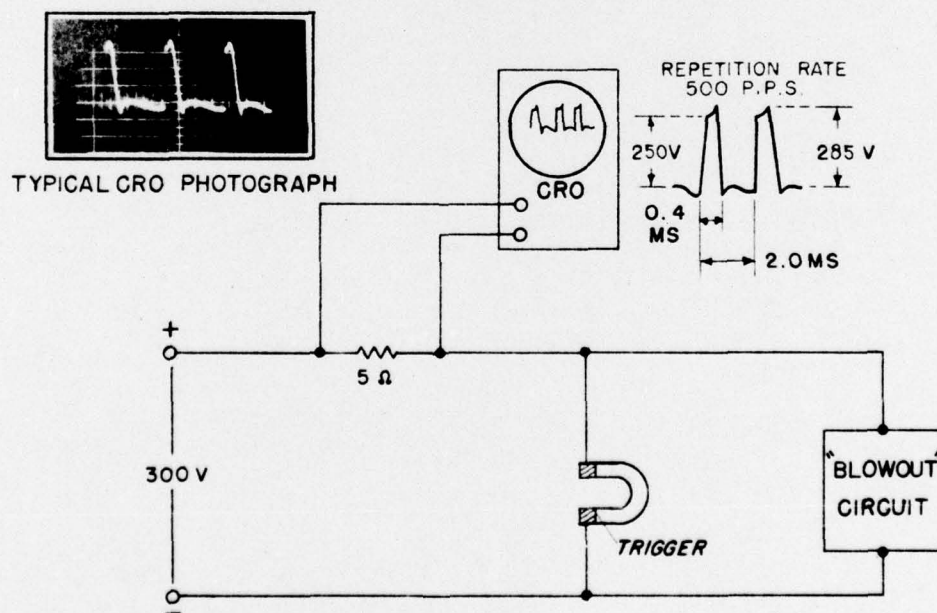 TYPICAL CRO PHOTOGRAPH
CRO
REPETITION RATE
500 P.P.S.
250V
285 V
0.4
MS
2.0 MS
+
5 Ω
300 V
"BLOWOUT"
CIRCUIT
TRIGGER
−